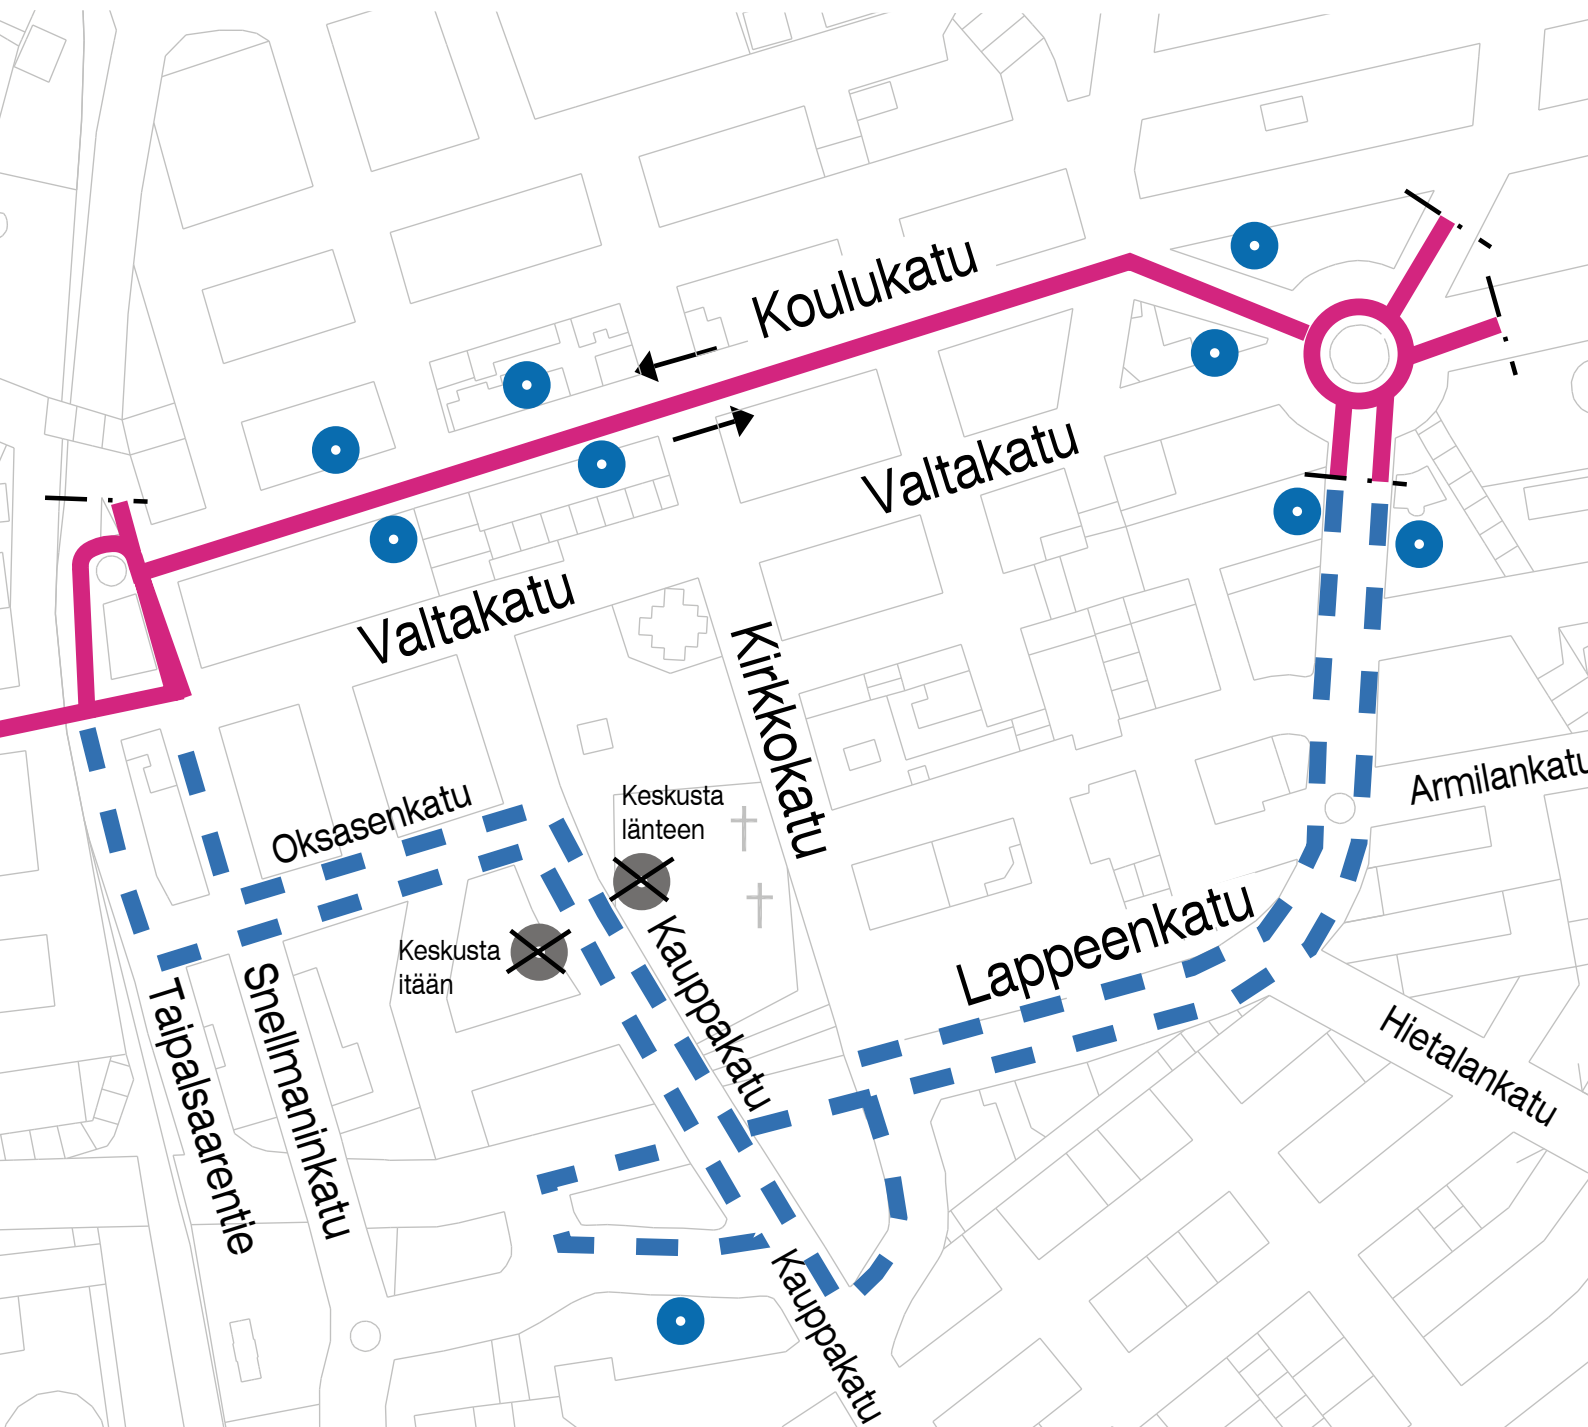 Koulukatu
Valtakatu
Valtakatu
Kirkkokatu
Armilankatu
Oksasenkatu
Keskusta
länteen
Keskusta
itään
Kauppakatu
Lappeenkatu
Taipalsaarentie
Snellmaninkatu
Hietalankatu
Kauppakatu